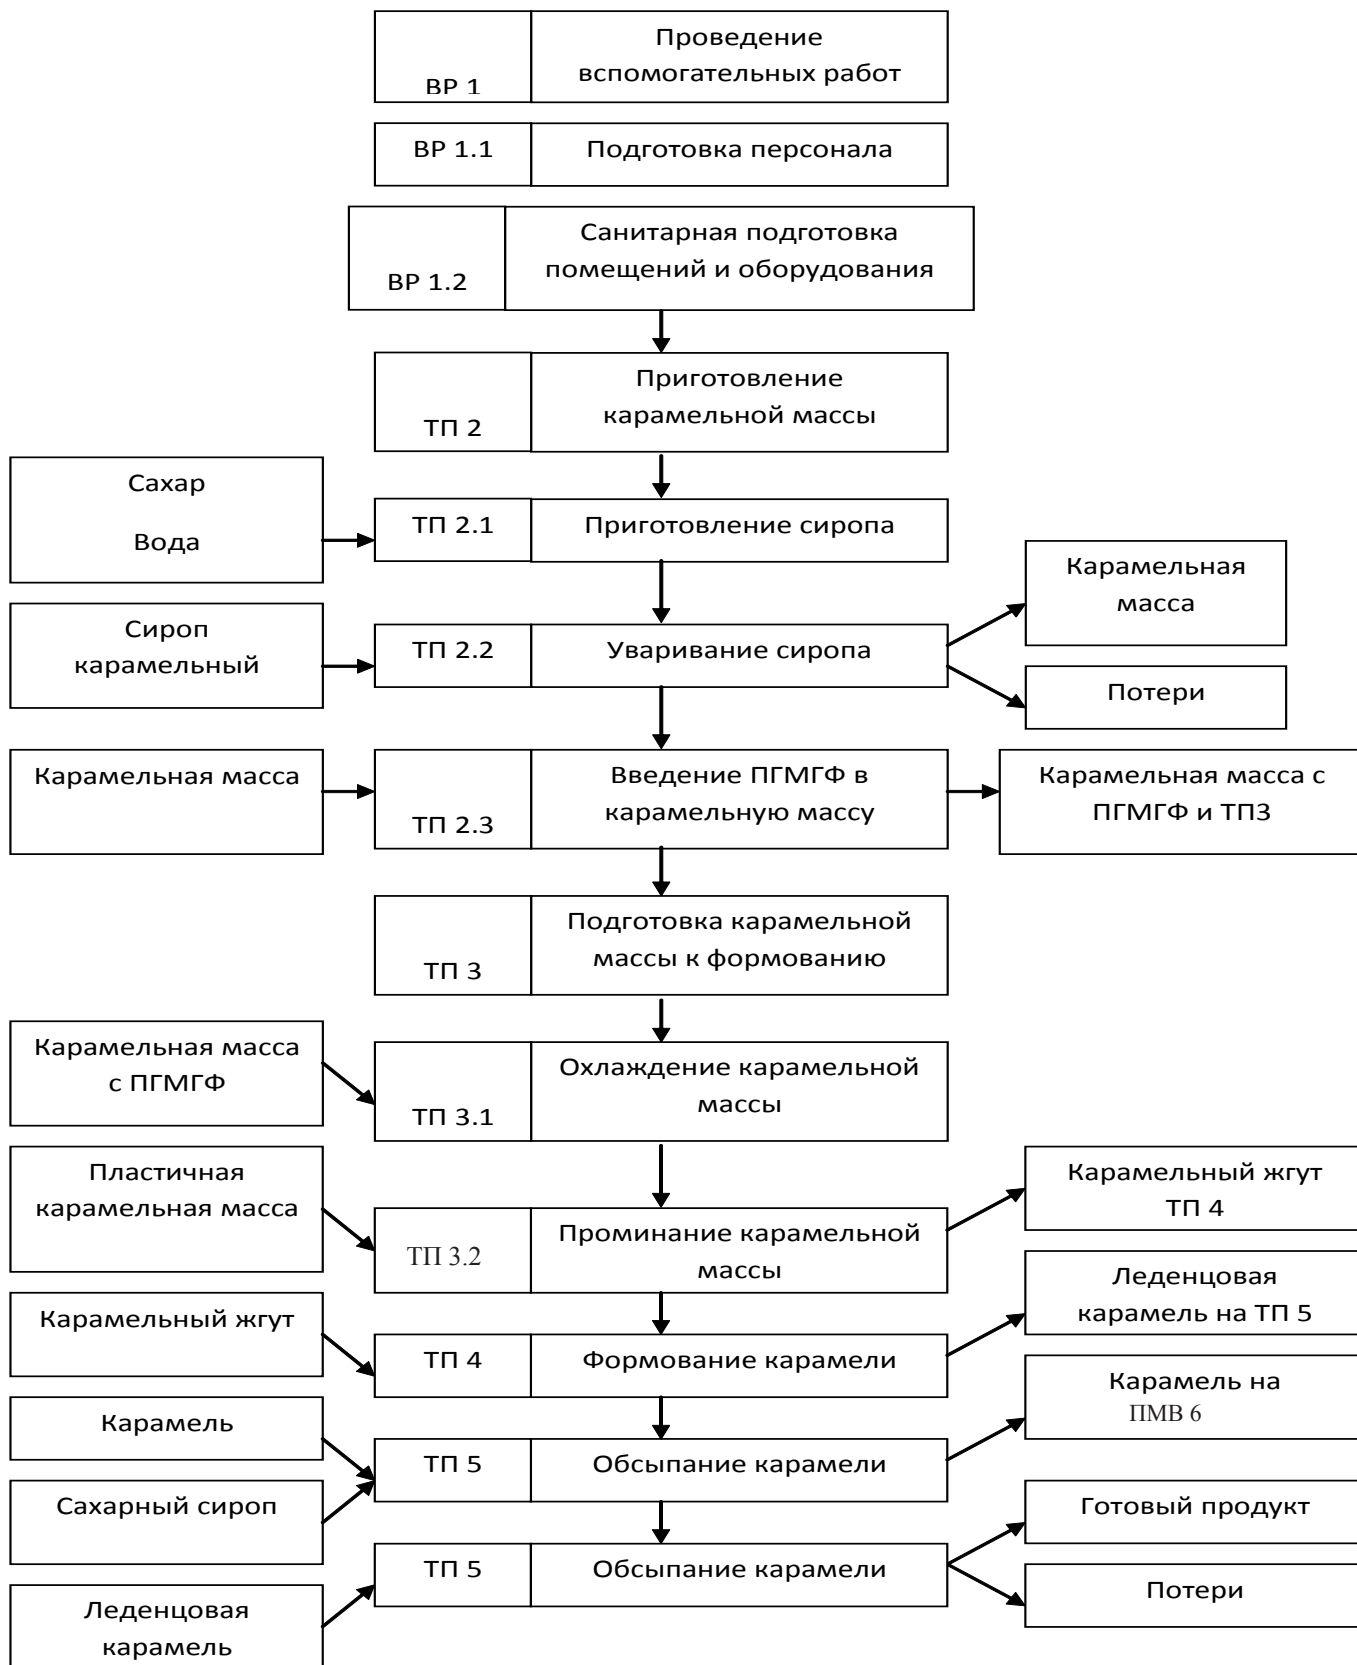 Проведение
вспомогательных работ
ВР 1
ВР 1.1
Подготовка персонала
Санитарная подготовка
помещений и оборудования
ВР 1.2
Приготовление
карамельной массы
ТП 2
Сахар
Вода
ТП 2.1
Приготовление сиропа
Сироп
карамельный
ТП 2.2
Уваривание сиропа
Карамельная
масса
Потери
Карамельная масса
ТП 2.3
Введение ПГМГФ в
карамельную массу
Карамельная масса с
ПГМГФ и ТП3
Подготовка карамельной
массы к формованию
ТП 3
Карамельная масса
с ПГМГФ
ТП 3.1
Охлаждение карамельной
массы
Пластичная
карамельная масса
ТП 3.2
Проминание карамельной
массы
Карамельный жгут
ТП 4
Карамельный жгут
ТП 4
Формование карамели
Леденцовая
карамель на ТП 5
Карамель
Сахарный сироп
ТП 5
Обсыпание карамели
Карамель на
ПМВ 6
Леденцовая
карамель
ТП 5
Обсыпание карамели
Готовый продукт
Потери